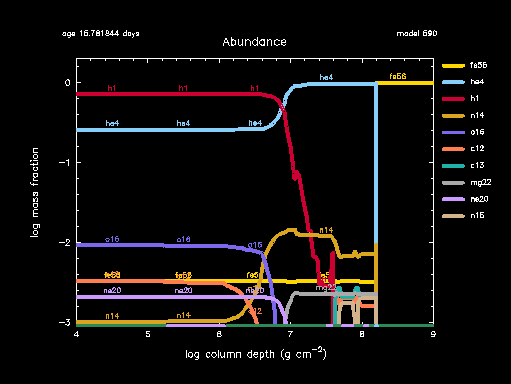 age 16.781844 days
model 690
Abundance
fe56
he4
h1
n14
o16
c12
c13
mg22
ne20
n15
log mass fraction
0
-1
-2
-3
h1 h1 h1
he4 he4 he4
he4
fe56
o16 o16 o16
n14
fe56 fe56
mg22
ne20 ne20 ne20
n14 n14
c12
4 5 6 7 8 9
log column depth (g cm-2)